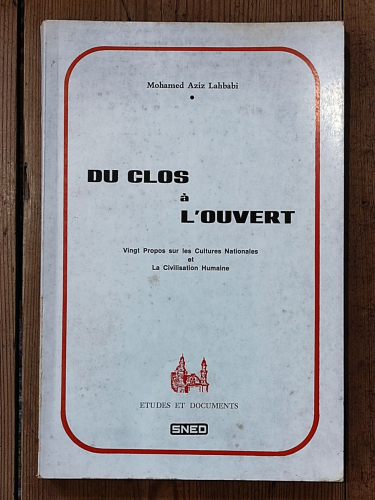 Mohamed Aziz Lahbabi
DU CLOS
à
L'OUVERT
Vingt Propos sur les Cultures Nationales
et
La Civilisation Humaine
ETUDES ET DOCUMENTS
SNED